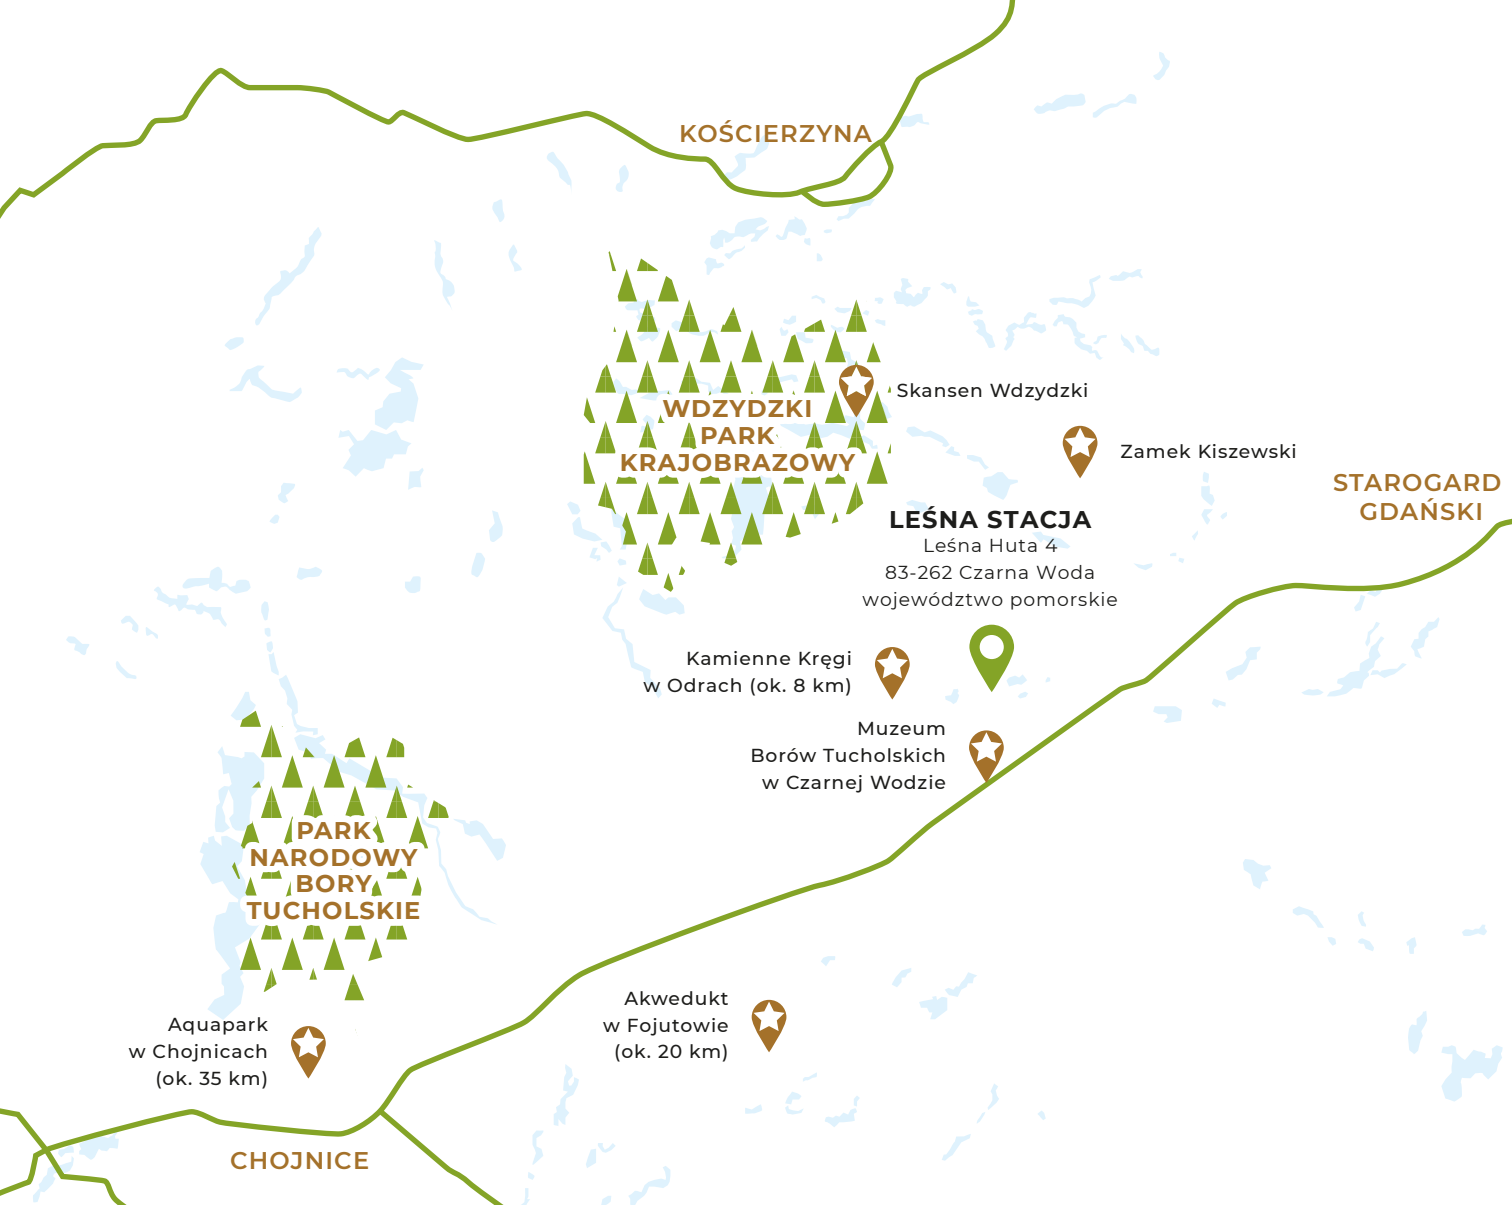 KOŚCIERZYNA
WDZYDZKI
PARK
KRAJOBRAZOWY
Skansen Wdzydzki
Zamek Kiszewski
STAROGARD
GDAŃSKI
LEŚNA STACJA
Leśna Huta 4
83-262 Czarna Woda
województwo pomorskie
Kamienne Kręgi
w Odrach (ok. 8 km)
Muzeum
Borów Tucholskich
w Czarnej Wodzie
PARK
NARODOWY
BORY
TUCHOLSKIE
Akwedukt
w Fojutowie
(ok. 20 km)
Aquapark
w Chojnicach
(ok. 35 km)
CHOJNICE